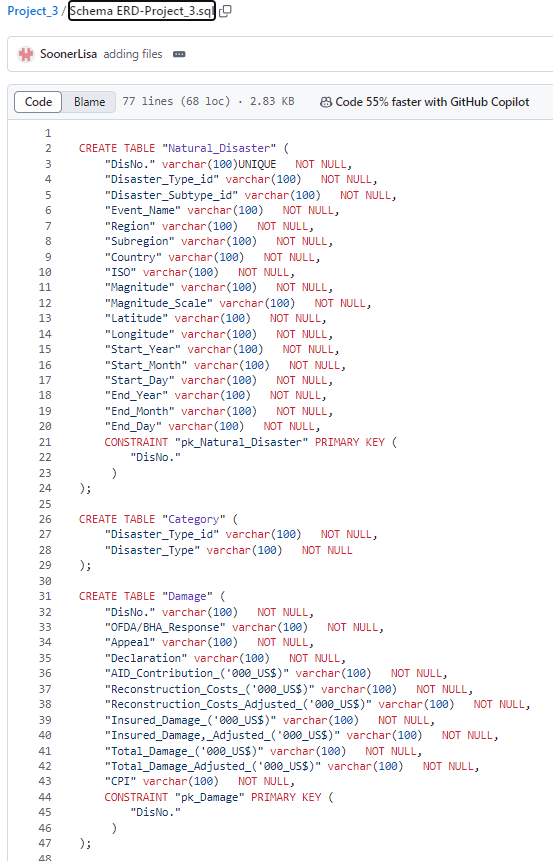 Project_3 / Schema ERD-Project_3.sql
SoonerLisa adding files
Code Blame 77 lines (68 loc) · 2.83 KB Code 55% faster with GitHub Copilot
1
2 CREATE TABLE "Natural_Disaster" (
3 "DisNo." varchar(100)UNIQUE NOT NULL,
4 "Disaster_Type_id" varchar(100) NOT NULL,
5 "Disaster_Subtype_id" varchar(100) NOT NULL,
6 "Event_Name" varchar(100) NOT NULL,
7 "Region" varchar(100) NOT NULL,
8 "Subregion" varchar(100) NOT NULL,
9 "Country" varchar(100) NOT NULL,
10 "ISO" varchar(100) NOT NULL,
11 "Magnitude" varchar(100) NOT NULL,
12 "Magnitude_Scale" varchar(100) NOT NULL,
13 "Latitude" varchar(100) NOT NULL,
14 "Longitude" varchar(100) NOT NULL,
15 "Start_Year" varchar(100) NOT NULL,
16 "Start_Month" varchar(100) NOT NULL,
17 "Start_Day" varchar(100) NOT NULL,
18 "End_Year" varchar(100) NOT NULL,
19 "End_Month" varchar(100) NOT NULL,
20 "End_Day" varchar(100) NOT NULL,
21 CONSTRAINT "pk_Natural_Disaster" PRIMARY KEY (
22 "DisNo."
23 )
24 );
25
26 CREATE TABLE "Category" (
27 "Disaster_Type_id" varchar(100) NOT NULL,
28 "Disaster_Type" varchar(100) NOT NULL
29 );
30
31 CREATE TABLE "Damage" (
32 "DisNo." varchar(100) NOT NULL,
33 "OFDA/BHA_Response" varchar(100) NOT NULL,
34 "Appeal" varchar(100) NOT NULL,
35 "Declaration" varchar(100) NOT NULL,
36 "AID_Contribution_('000_US$)" varchar(100) NOT NULL,
37 "Reconstruction_Costs_('000_US$)" varchar(100) NOT NULL,
38 "Reconstruction_Costs_Adjusted_('000_US$)" varchar(100) NOT NULL,
39 "Insured_Damage_('000_US$)" varchar(100) NOT NULL,
40 "Insured_Damage,_Adjusted_('000_US$)" varchar(100) NOT NULL,
41 "Total_Damage_('000_US$)" varchar(100) NOT NULL,
42 "Total_Damage_Adjusted_('000_US$)" varchar(100) NOT NULL,
43 "CPI" varchar(100) NOT NULL,
44 CONSTRAINT "pk_Damage" PRIMARY KEY (
45 "DisNo."
46 )
47 );
48